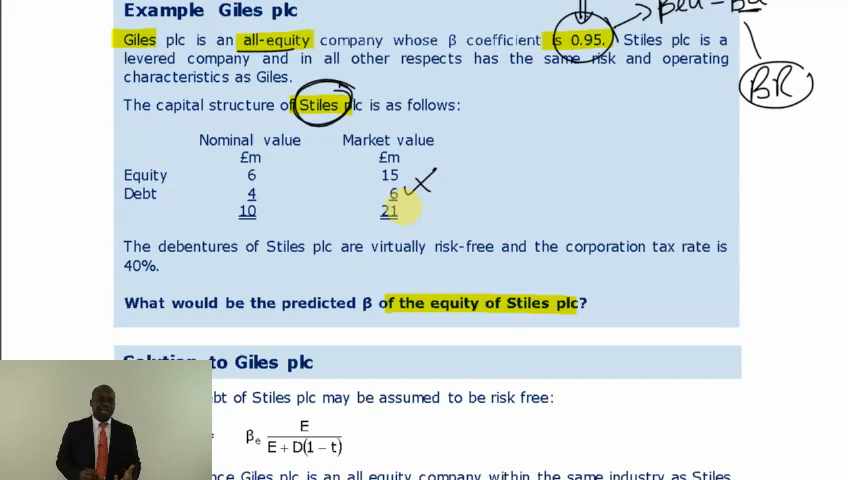 Example Giles plc
Giles plc is an all-equity company whose β coefficient is 0.95. Stiles plc is a
levered company and in all other respects has the same risk and operating
characteristics as Giles.
BR
The capital structure of Stiles plc is as follows:
Nominal value Market value
£m £m
Equity 6 15
Debt 4 6
10 21
The debentures of Stiles plc are virtually risk-free and the corporation tax rate is
40%.
What would be the predicted β of the equity of Stiles plc?
Solution to Giles plc
bt of Stiles plc may be assumed to be risk free:
= βe E / E + D(1 – t)
nce Giles plc is an all equity company within the same industry as Stiles